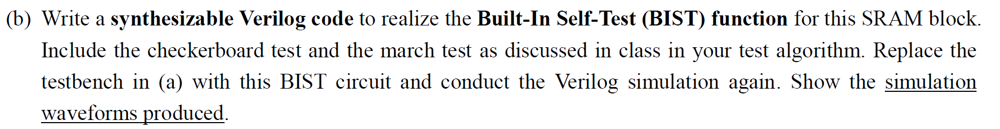 (b) Write a synthesizable Verilog code to realize the Built-In Self-Test (BIST) function for this SRAM block.
Include the checkerboard test and the march test as discussed in class in your test algorithm. Replace the
testbench in (a) with this BIST circuit and conduct the Verilog simulation again. Show the simulation
waveforms produced.